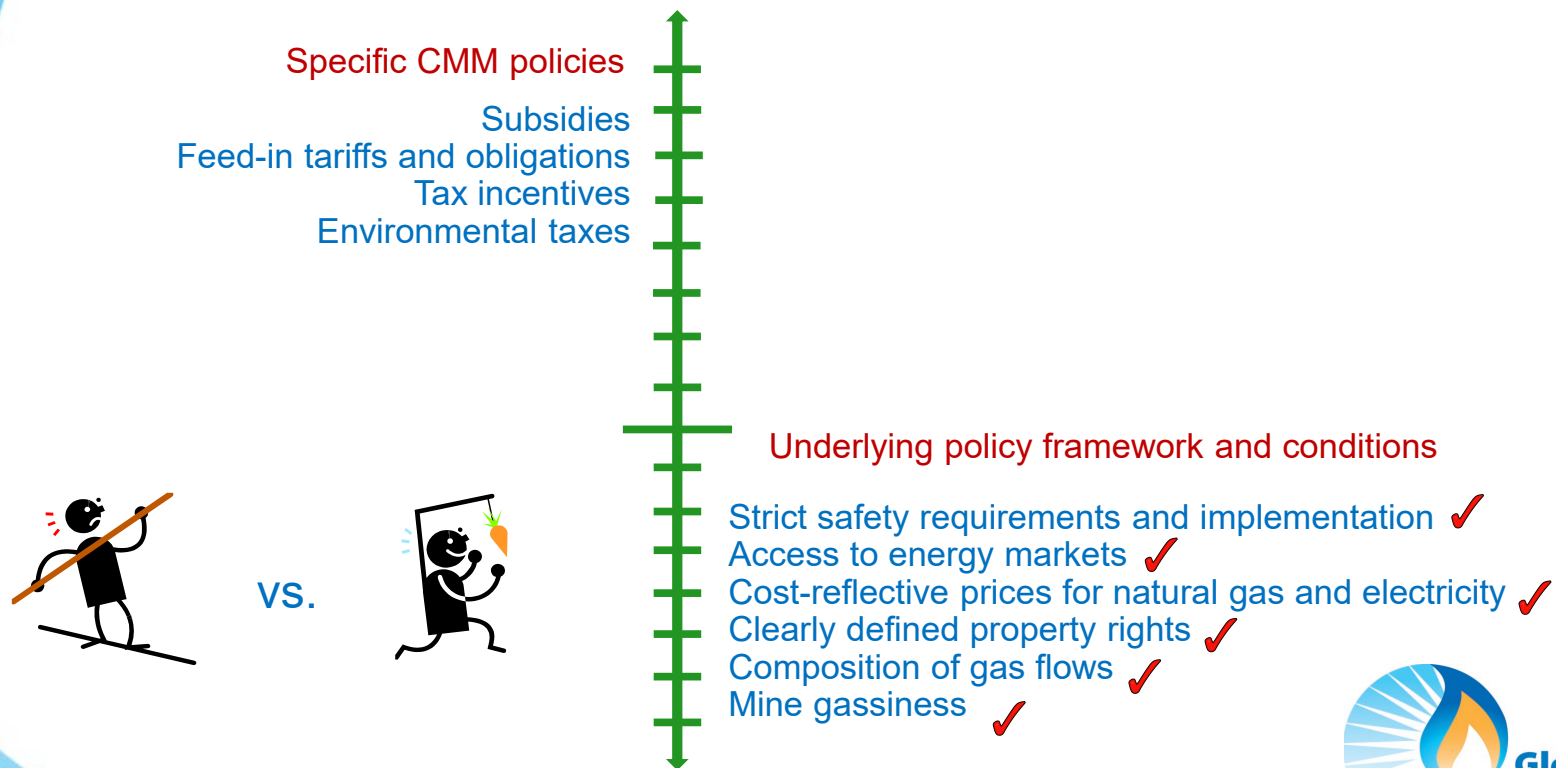 Specific CMM policies
Subsidies
Feed-in tariffs and obligations
Tax incentives
Environmental taxes
vs.
Underlying policy framework and conditions
Strict safety requirements and implementation
Access to energy markets
Cost-reflective prices for natural gas and electricity
Clearly defined property rights
Composition of gas flows
Mine gassiness